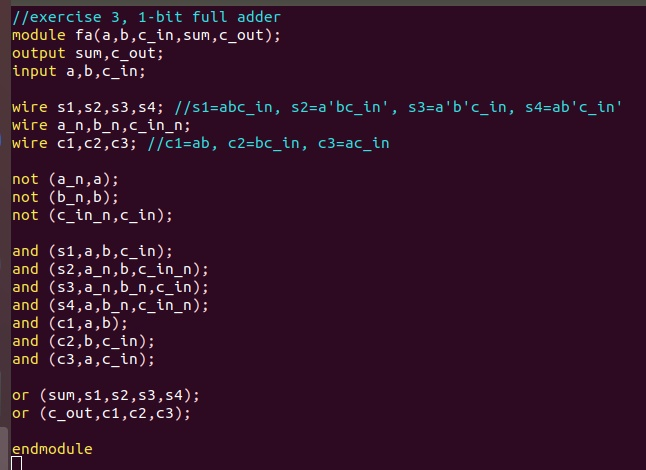 //exercise 3, 1-bit full adder
module fa(a,b,c_in,sum,c_out);
output sum,c_out;
input a,b,c_in;
wire s1,s2,s3,s4; //s1=abc_in, s2=a'bc_in', s3=a'b'c_in, s4=ab'c_in'
wire a_n,b_n,c_in_n;
wire c1,c2,c3; //c1=ab, c2=bc_in, c3=ac_in
not (a_n,a);
not (b_n,b);
not (c_in_n,c_in);
and (s1,a,b,c_in);
and (s2,a_n,b,c_in_n);
and (s3,a_n,b_n,c_in);
and (s4,a,b_n,c_in_n);
and (c1,a,b);
and (c2,b,c_in);
and (c3,a,c_in);
or (sum,s1,s2,s3,s4);
or (c_out,c1,c2,c3);
endmodule